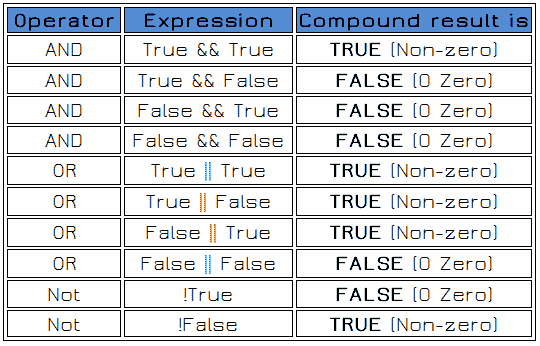 Operator Expression Compound result is
AND True && True TRUE (Non-zero)
AND True && False FALSE (0 Zero)
AND False && True FALSE (0 Zero)
AND False && False FALSE (0 Zero)
OR True || True TRUE (Non-zero)
OR True || False TRUE (Non-zero)
OR False || True TRUE (Non-zero)
OR False || False FALSE (0 Zero)
Not !True FALSE (0 Zero)
Not !False TRUE (Non-zero)